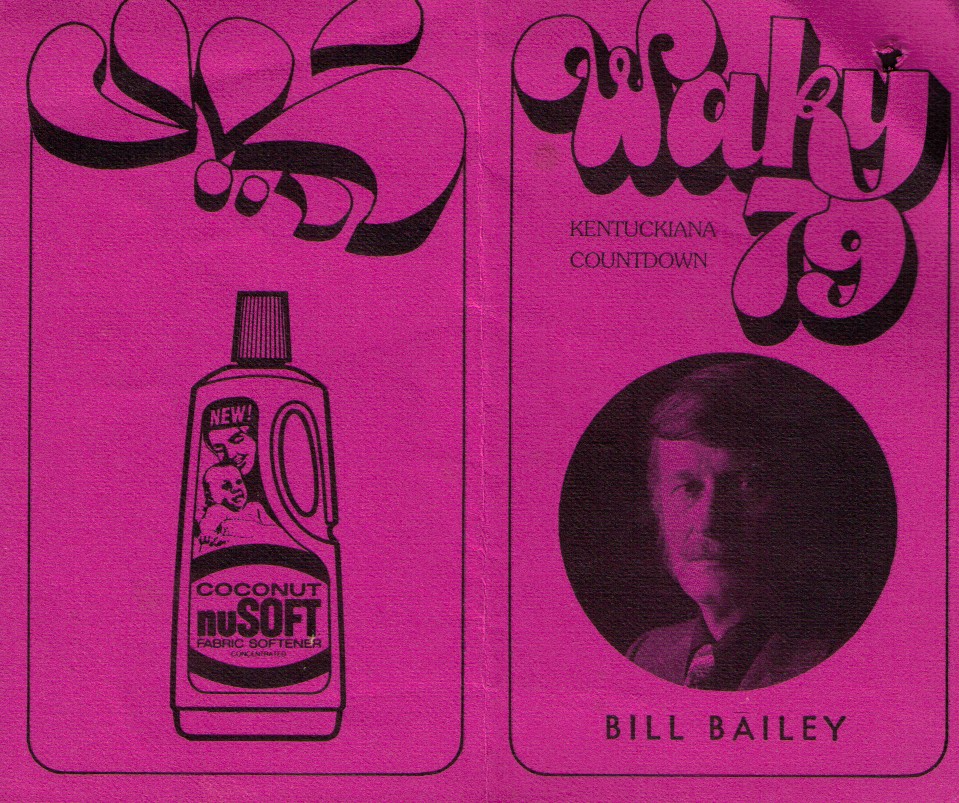 NEW!
COCONUT
nuSOFT
FABRIC SOFTENER
CONCENTRATED
Waky
79
KENTUCKIANA
COUNTDOWN
BILL BAILEY